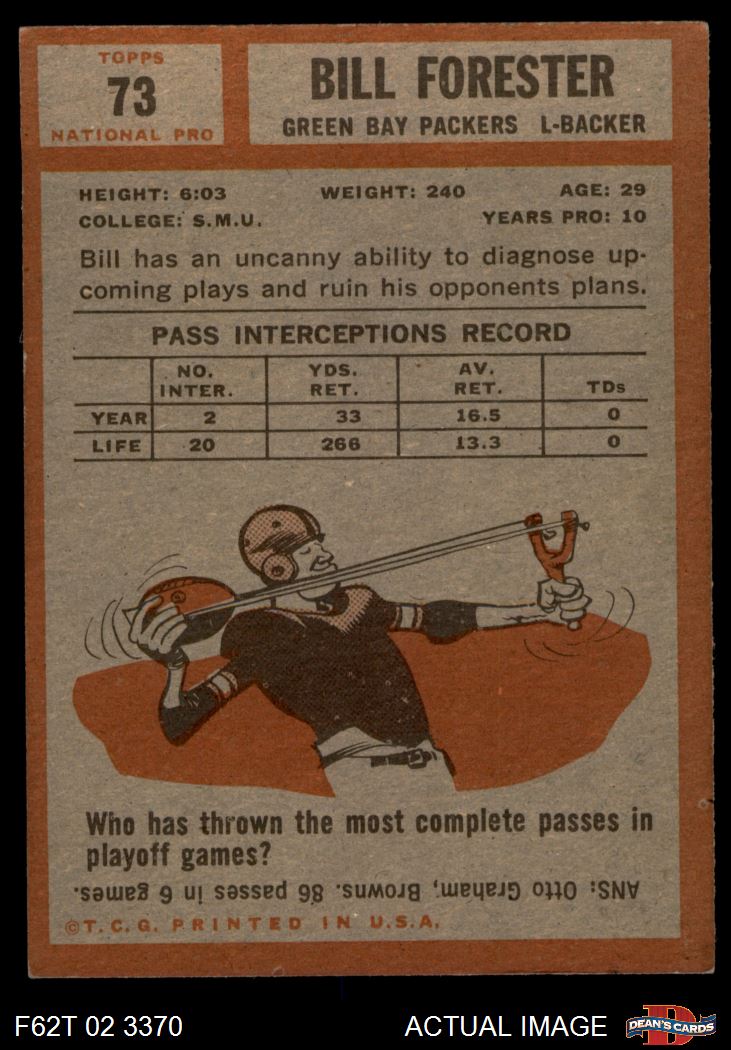 TOPPS
73
NATIONAL PRO
BILL FORESTER
GREEN BAY PACKERS L-BACKER
HEIGHT: 6:03 WEIGHT: 240 AGE: 29
COLLEGE: S.M.U. YEARS PRO: 10
Bill has an uncanny ability to diagnose up-
coming plays and ruin his opponents plans.
PASS INTERCEPTIONS RECORD
NO. INTER. YDS. RET. AV. RET. TDs
YEAR 2 33 16.5 0
LIFE 20 266 13.3 0
Who has thrown the most complete passes in
playoff games?
ANS: Otto Graham, Browns. 86 passes in 6 games.
©T.C.G. PRINTED IN U.S.A.
F62T 02 3370 ACTUAL IMAGE DEAN'S CARDS